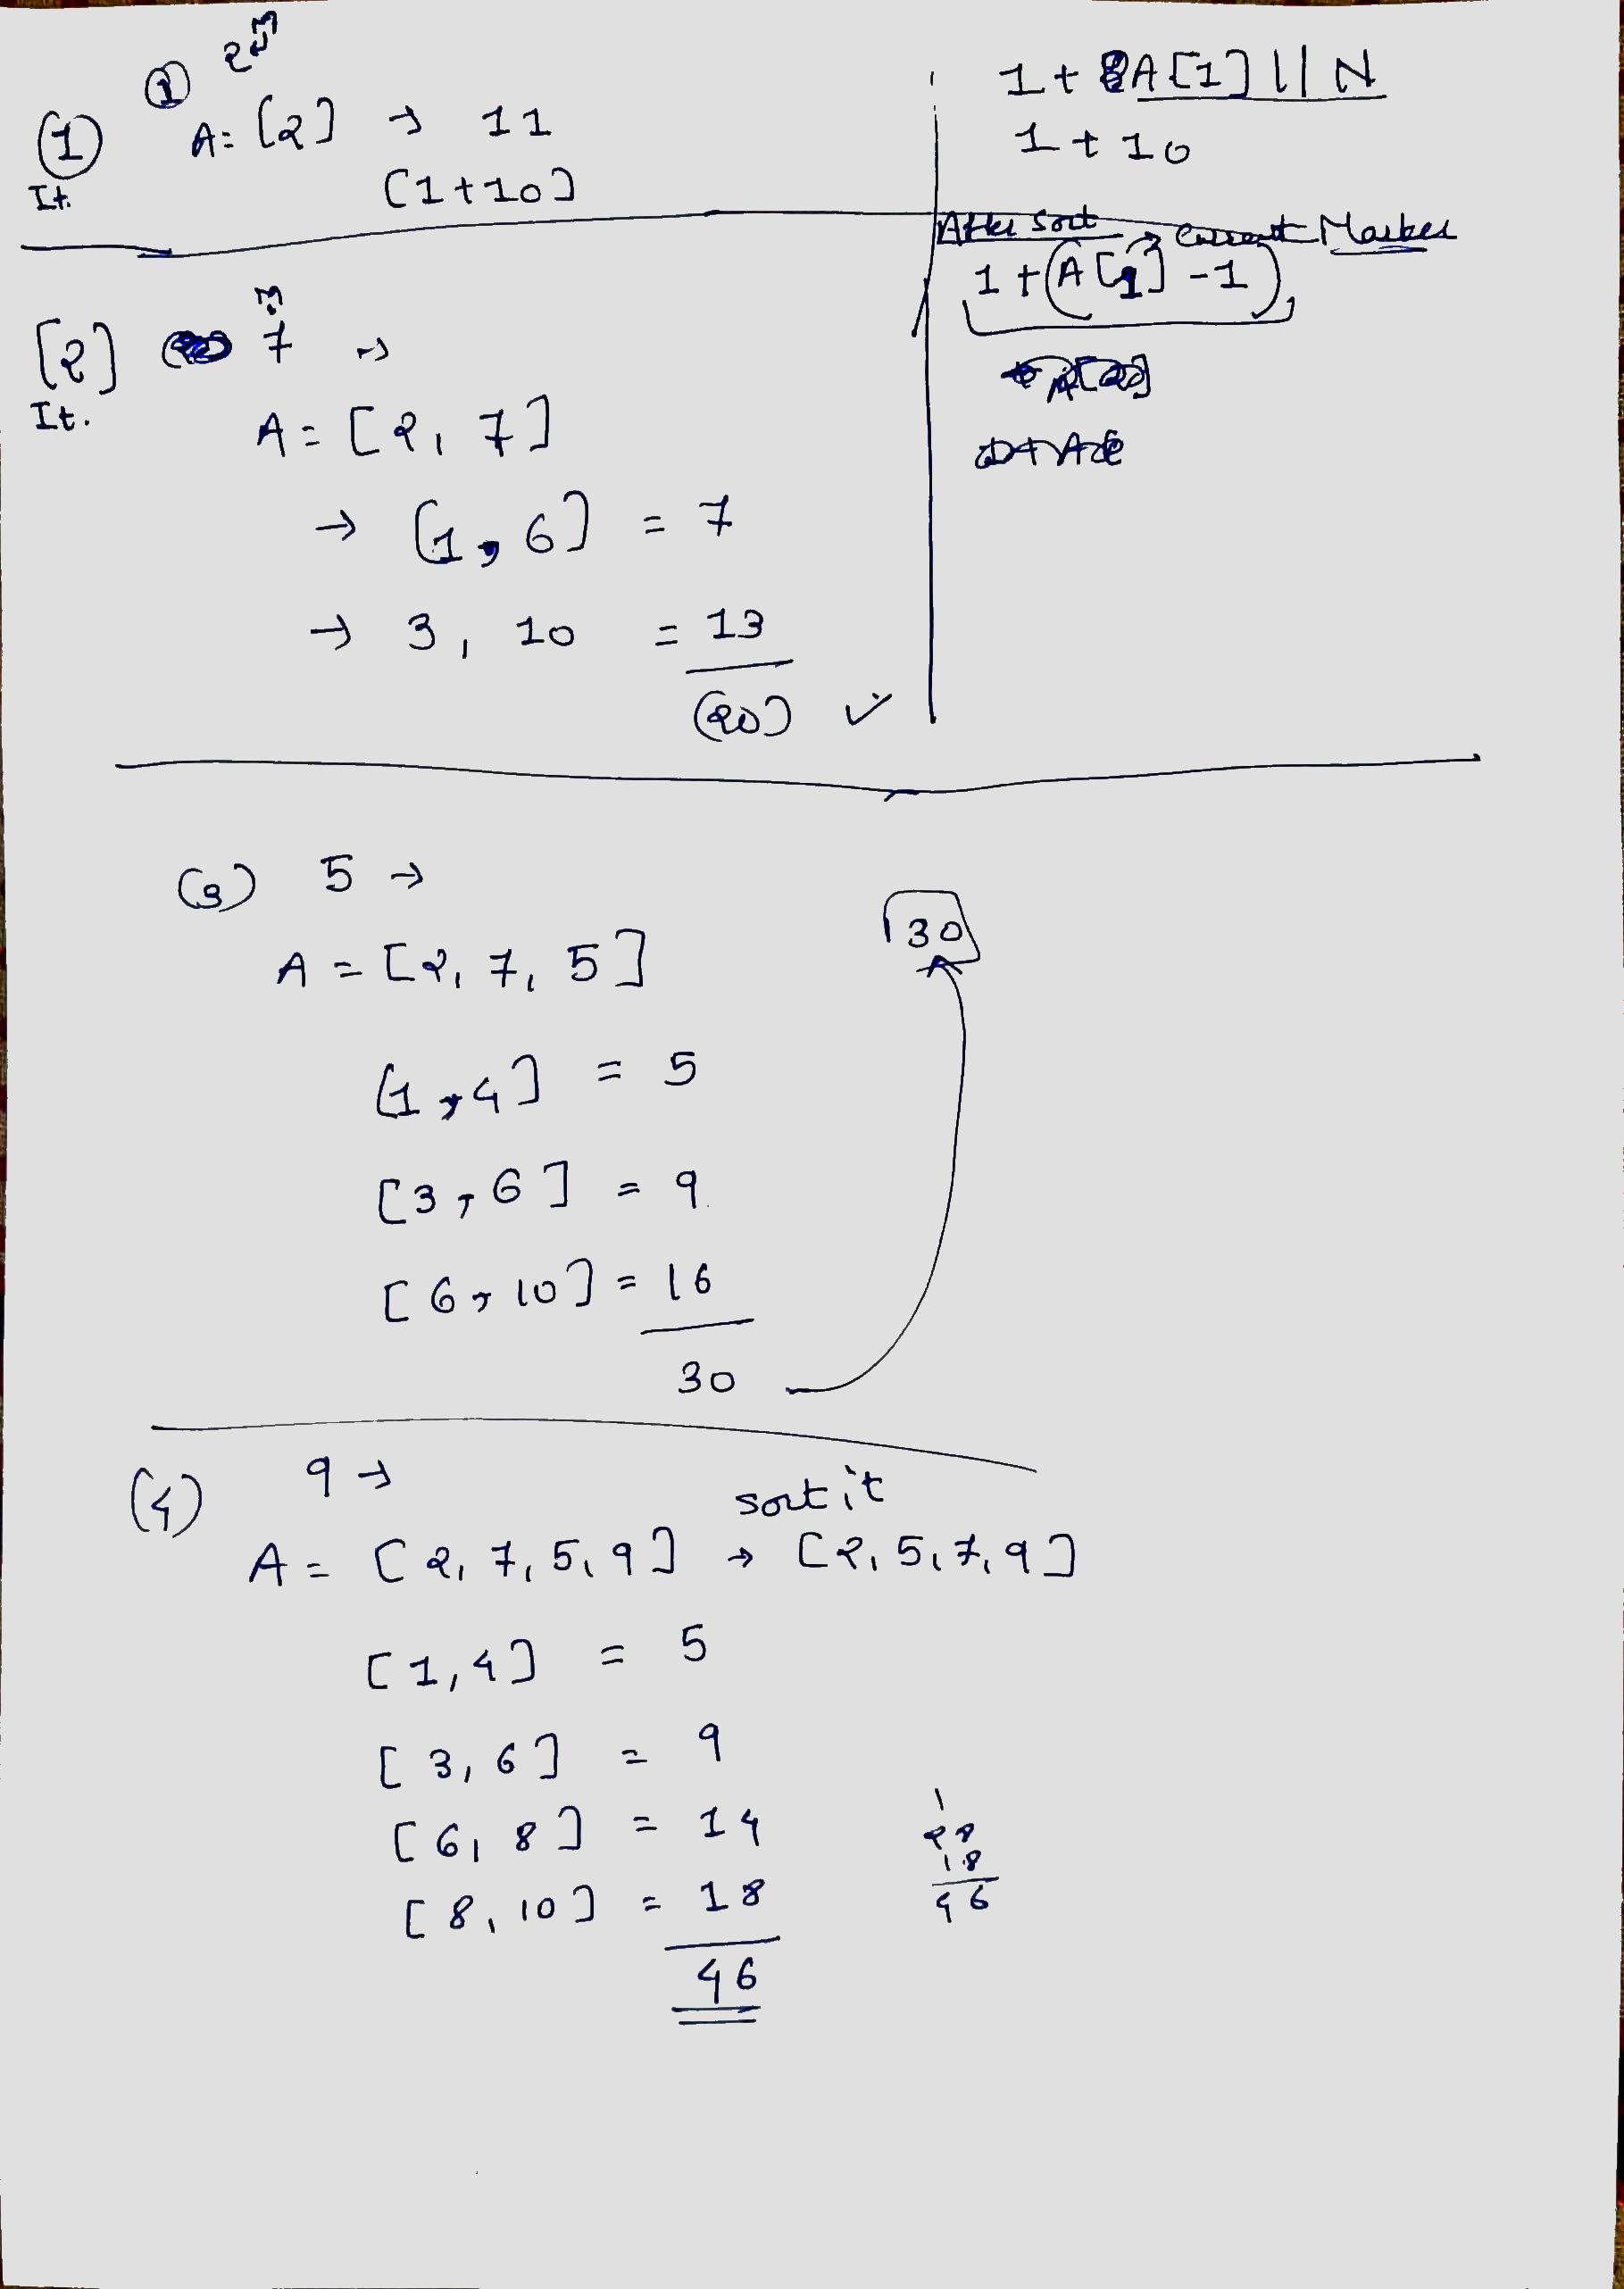 (1) It.
(1) 2 m
A = [2] → 11
[1+10]
1 + A[1] || N
1 + 10
After Sort → Current Marker
1 + (A[1] - 1)
[2] It.
m
7 →
A = [2, 7]
→ [1, 6] = 7
→ 3, 10 = 13
(20) ✓
(3) 5 →
A = [2, 7, 5]
30
[1, 4] = 5
[3, 6] = 9
[6, 10] = 16
30
(4) 9 →
sort it
A = [2, 7, 5, 9] → [2, 5, 7, 9]
[1, 4] = 5
[3, 6] = 9
[6, 8] = 14
[8, 10] = 18
46
1
28
18
46